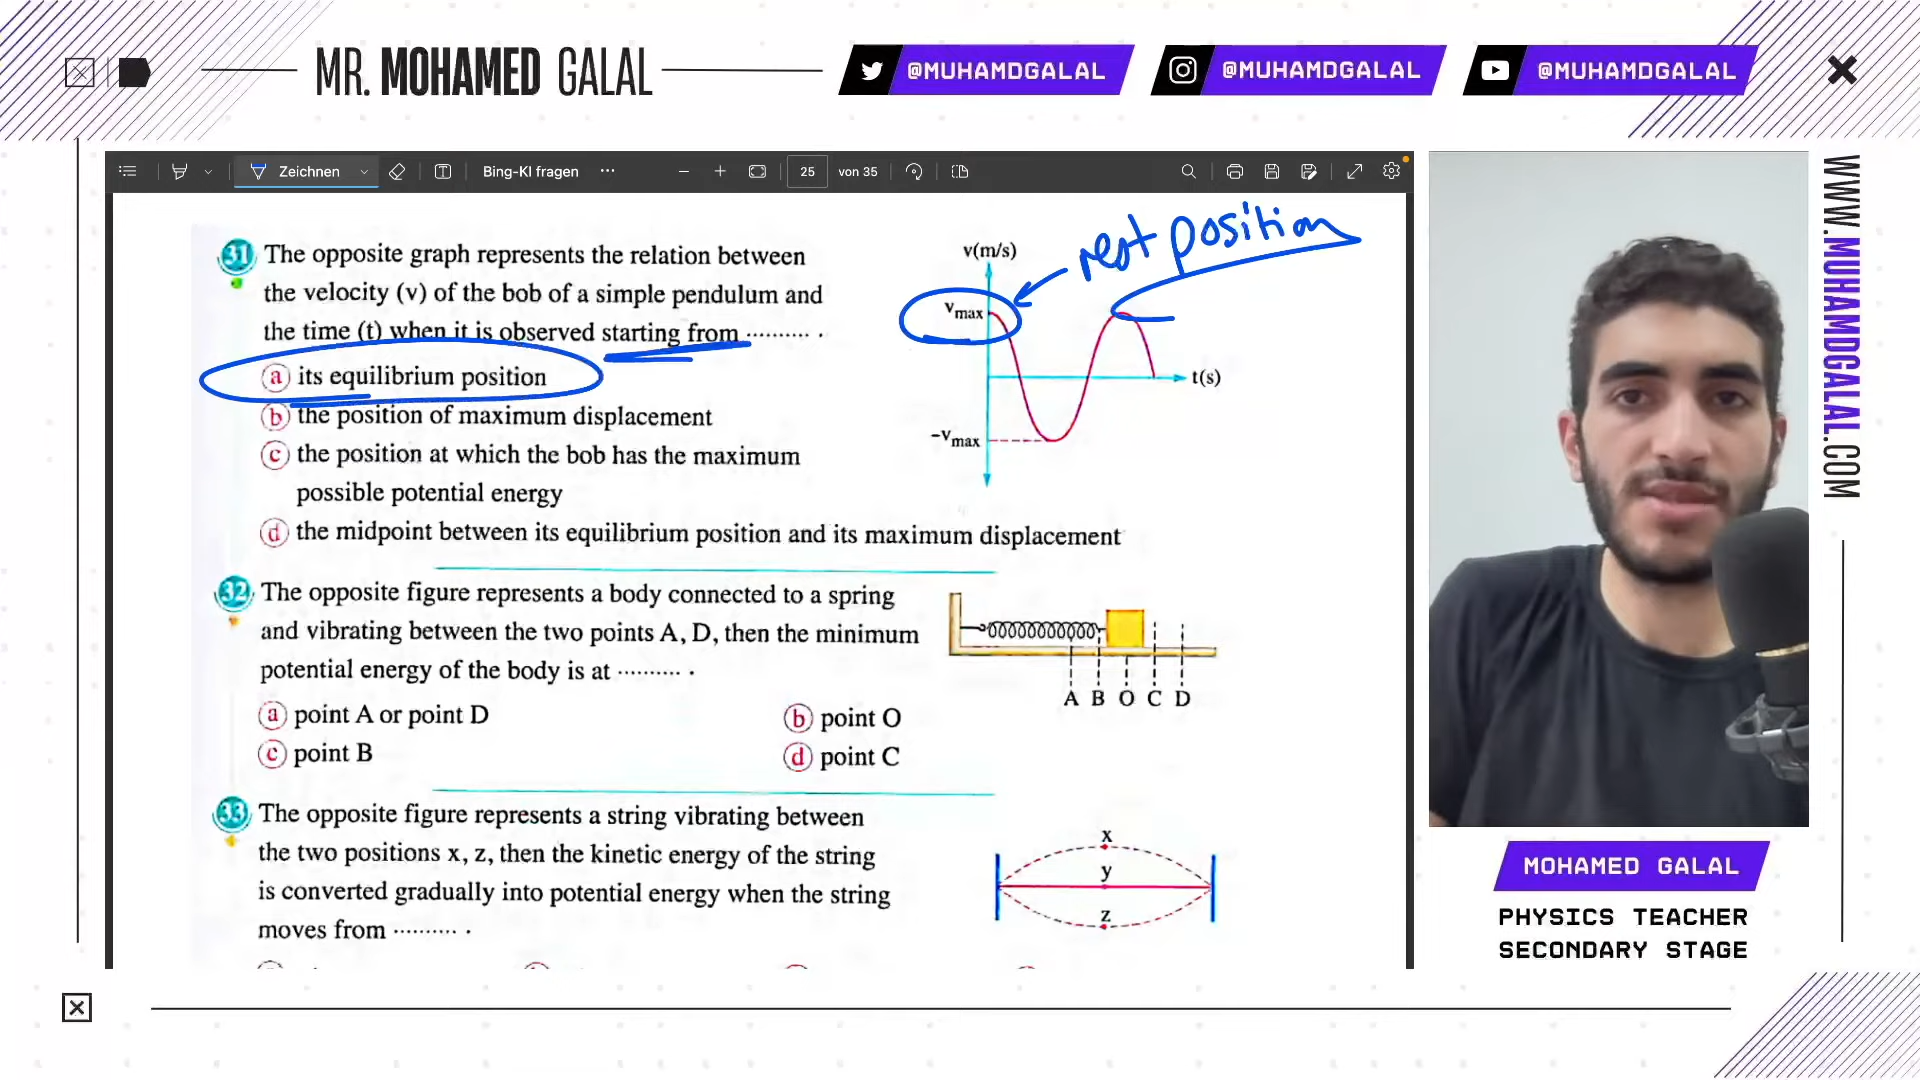 MR. MOHAMED GALAL
@MUHAMDGALAL
@MUHAMDGALAL
@MUHAMDGALAL
Zeichnen
Bing-KI fragen
25
von 35
31 The opposite graph represents the relation between
the velocity (v) of the bob of a simple pendulum and
the time (t) when it is observed starting from ·········· .
a its equilibrium position
b the position of maximum displacement
c the position at which the bob has the maximum
possible potential energy
d the midpoint between its equilibrium position and its maximum displacement
v(m/s)
rest position
vmax
t(s)
-vmax
32 The opposite figure represents a body connected to a spring
and vibrating between the two points A, D, then the minimum
potential energy of the body is at ·········· .
a point A or point D
b point O
c point B
d point C
A B O C D
33 The opposite figure represents a string vibrating between
the two positions x, z, then the kinetic energy of the string
is converted gradually into potential energy when the string
moves from ·········· .
x
y
z
WWW.MUHAMDGALAL.COM
MOHAMED GALAL
PHYSICS TEACHER
SECONDARY STAGE